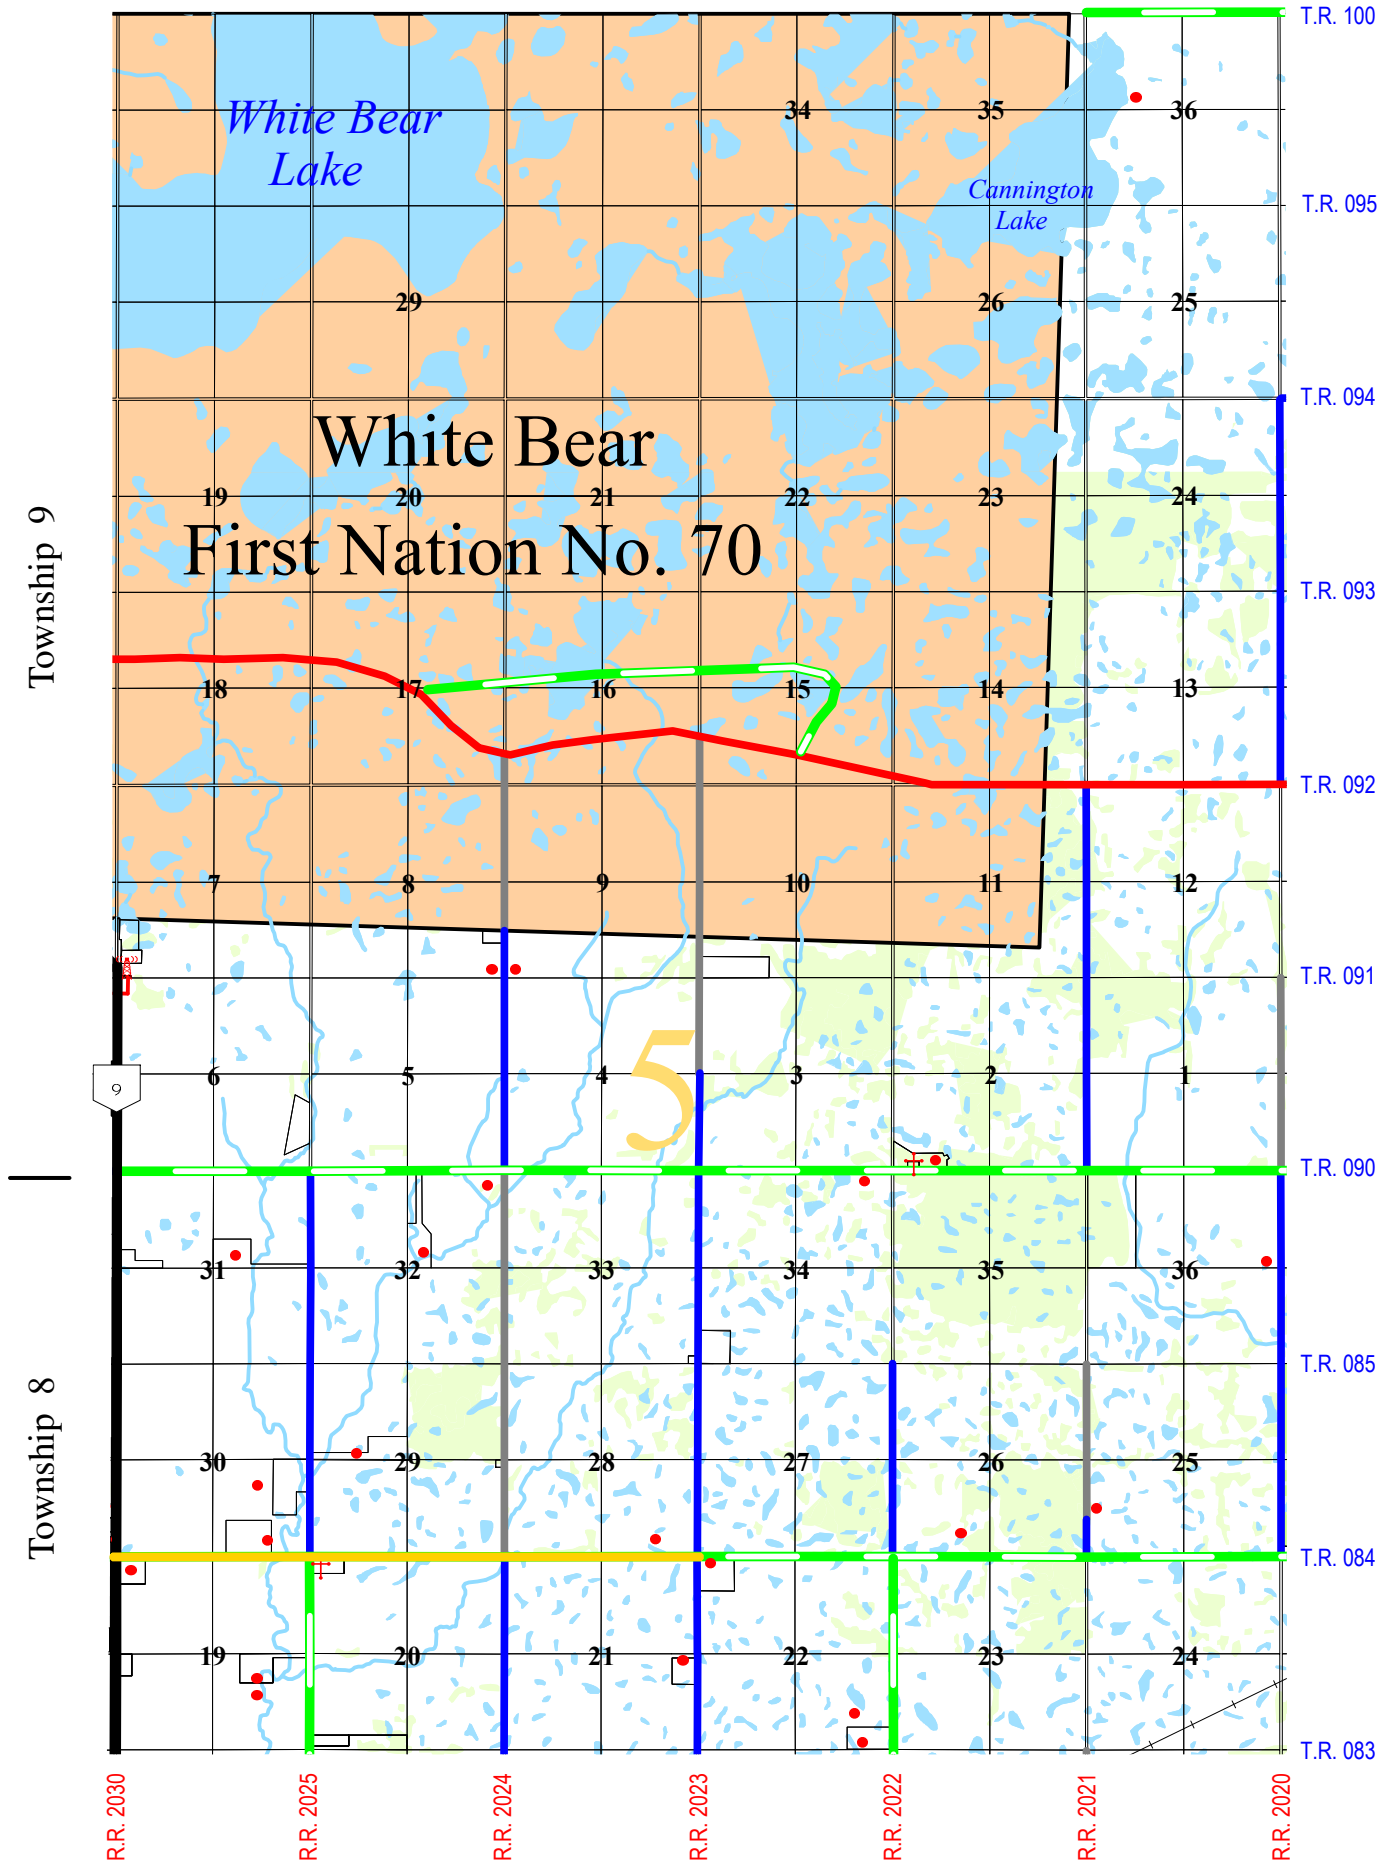 T.R. 100
White Bear
Lake
34
35
36
Cannington
Lake
T.R. 095
29
26
25
T.R. 094
White Bear
19
20
21
22
23
24
First Nation No. 70
T.R. 093
Township 9
18
17
16
15
14
13
T.R. 092
7
8
9
10
11
12
T.R. 091
5
9
6
5
4
3
2
1
T.R. 090
31
32
33
34
35
36
T.R. 085
Township 8
30
29
28
27
26
25
T.R. 084
19
20
21
22
23
24
T.R. 083
R.R. 2030
R.R. 2025
R.R. 2024
R.R. 2023
R.R. 2022
R.R. 2021
R.R. 2020